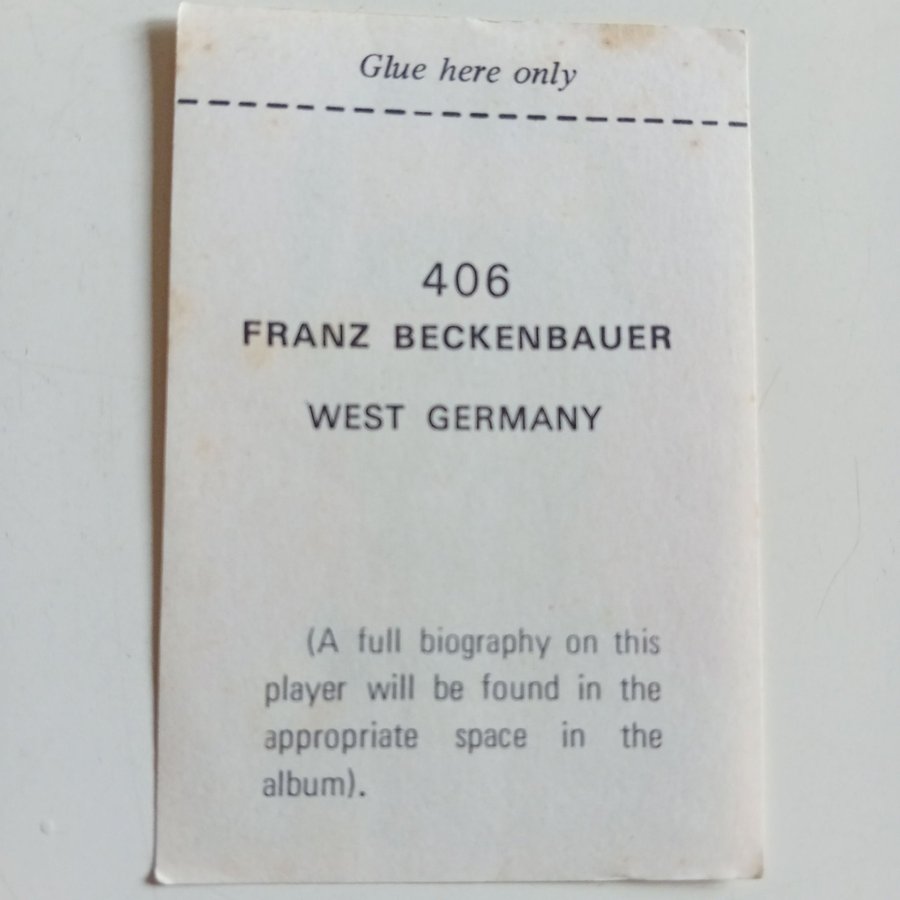 Glue here only
406
FRANZ BECKENBAUER
WEST GERMANY
(A full biography on this
player will be found in the
appropriate space in the
album).